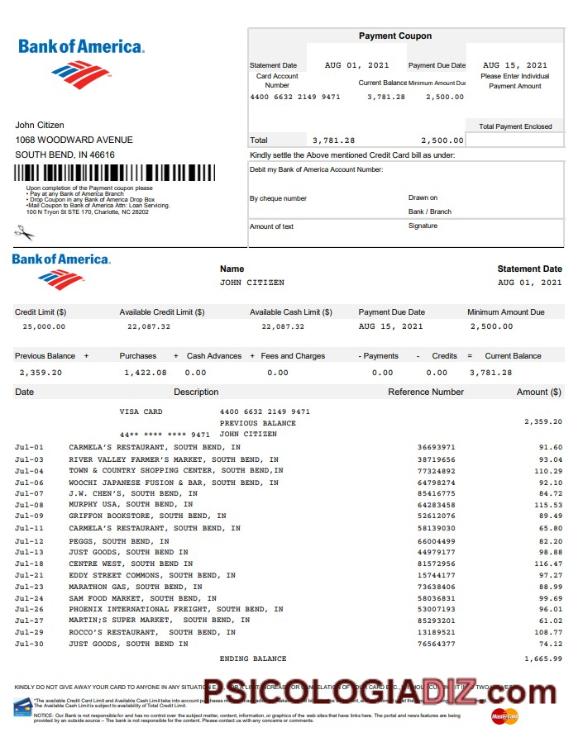 Bank of America.
Payment Coupon
Statement Date AUG 01, 2021 Payment Due Date AUG 15, 2021
Card Account Number Current Balance Minimum Amount Due Please Enter Individual Payment Amount
4400 6632 2149 9471 3,781.28 2,500.00
Total Payment Enclosed
Total 3,781.28 2,500.00
John Citizen
1068 WOODWARD AVENUE
SOUTH BEND, IN 46616
Upon completion of the Payment coupon please
• Pay at any Bank of America Branch
• Drop Coupon in any Bank of America Drop Box
•Mail Coupon to Bank of America Attn: Loan Servicing.
100 N Tryon St STE 170, Charlotte, NC 28202
Kindly settle the Above mentioned Credit Card bill as under:
Debit my Bank of America Account Number:
By cheque number Drawn on
Bank / Branch
Amount of text Signature
Bank of America.
Name Statement Date
JOHN CITIZEN AUG 01, 2021
Credit Limit ($) Available Credit Limit ($) Available Cash Limit ($) Payment Due Date Minimum Amount Due
25,000.00 22,087.32 22,087.32 AUG 15, 2021 2,500.00
Previous Balance + Purchases + Cash Advances + Fees and Charges - Payments - Credits = Current Balance
2,359.20 1,422.08 0.00 0.00 0.00 0.00 3,781.28
Date Description Reference Number Amount ($)
VISA CARD 4400 6632 2149 9471
PREVIOUS BALANCE 2,359.20
44** **** **** 9471 JOHN CITIZEN
Jul-01 CARMELA'S RESTAURANT, SOUTH BEND, IN 36693971 91.60
Jul-03 RIVER VALLEY FARMER'S MARKET, SOUTH BEND, IN 38719656 93.04
Jul-04 TOWN & COUNTRY SHOPPING CENTER, SOUTH BEND,IN 77324892 110.29
Jul-06 WOOCHI JAPANESE FUSION & BAR, SOUTH BEND, IN 64798274 92.10
Jul-07 J.W. CHEN'S, SOUTH BEND, IN 85416775 84.72
Jul-08 MURPHY USA, SOUTH BEND, IN 64283458 115.53
Jul-09 GRIFFON BOOKSTORE, SOUTH BEND, IN 52612076 89.49
Jul-11 CARMELA'S RESTAURANT, SOUTH BEND, IN 58139030 65.80
Jul-12 PEGGS, SOUTH BEND, IN 66004499 82.20
Jul-13 JUST GOODS, SOUTH BEND IN 44979177 98.88
Jul-18 CENTRE WEST, SOUTH BEND, IN 81572956 116.47
Jul-21 EDDY STREET COMMONS, SOUTH BEND, IN 15744177 97.27
Jul-23 MARATHON GAS, SOUTH BEND, IN 73638406 88.99
Jul-24 SAM FOOD MARKET, SOUTH BEND, IN 58036831 99.69
Jul-26 PHOENIX INTERNATIONAL FREIGHT, SOUTH BEND, IN 53007193 96.01
Jul-27 MARTIN;S SUPER MARKET, SOUTH BEND, IN 85293201 61.02
Jul-29 ROCCO'S RESTAURANT, SOUTH BEND, IN 13189521 108.77
Jul-30 JUST GOODS, SOUTH BEND, IN 76564377 74.12
ENDING BALANCE 1,665.99
KINDLY DO NOT GIVE AWAY YOUR CARD TO ANYONE IN ANY SITUATION
PSICOLOGIADIZ.COM
*The available Credit Card Limit and Available Cash Limit take into account
The Available Cash Limit is subject to availability of Total Credit Limit.
NOTICE: Our Bank is not responsible for and has no control over the subject matter, content, information, or graphics of the web sites that have links here. The portal and news features are being
provided by an outside source – The bank is not responsible for the content. Please contact us with any concerns or comments.
MasterCard